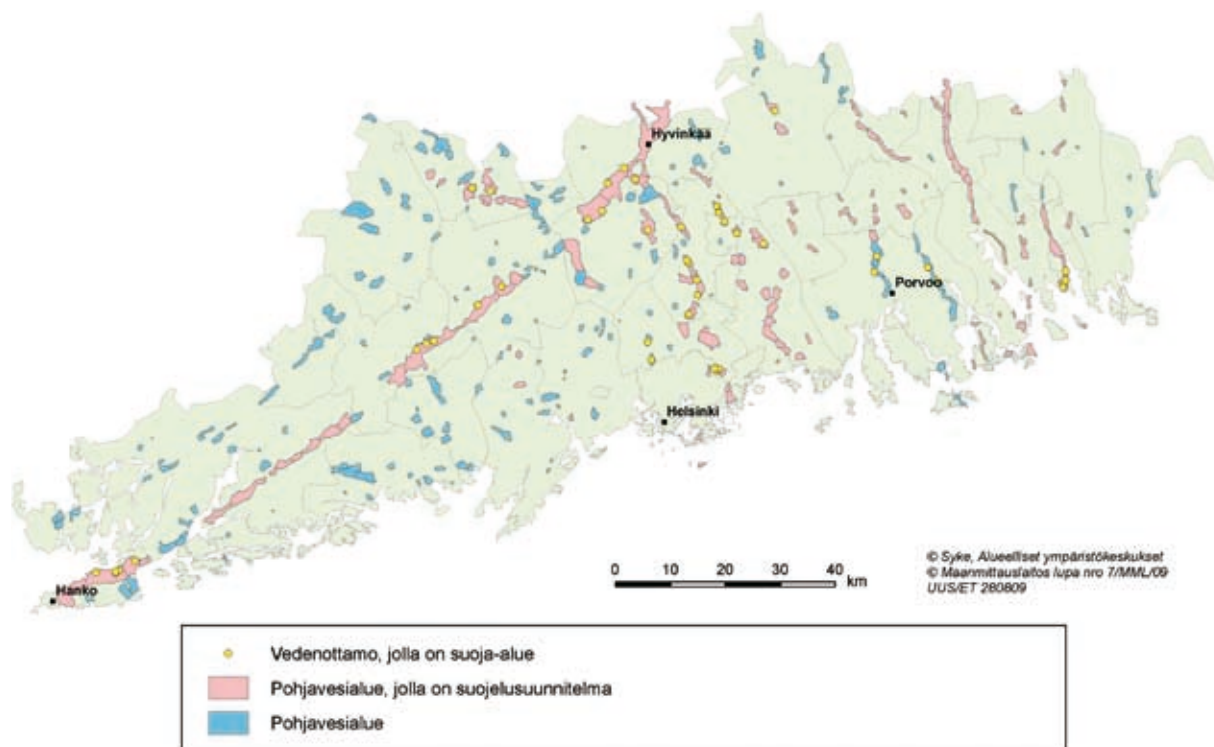 Hyvinkää
Porvoo
Helsinki
Hanko
0 10 20 30 40
km
© Syke, Alueelliset ympäristökeskukset
© Maanmittauslaitos lupa nro 7/MML/09
UUS/ET 280809
Vedenottamo, jolla on suoja-alue
Pohjavesialue, jolla on suojelusuunnitelma
Pohjavesialue